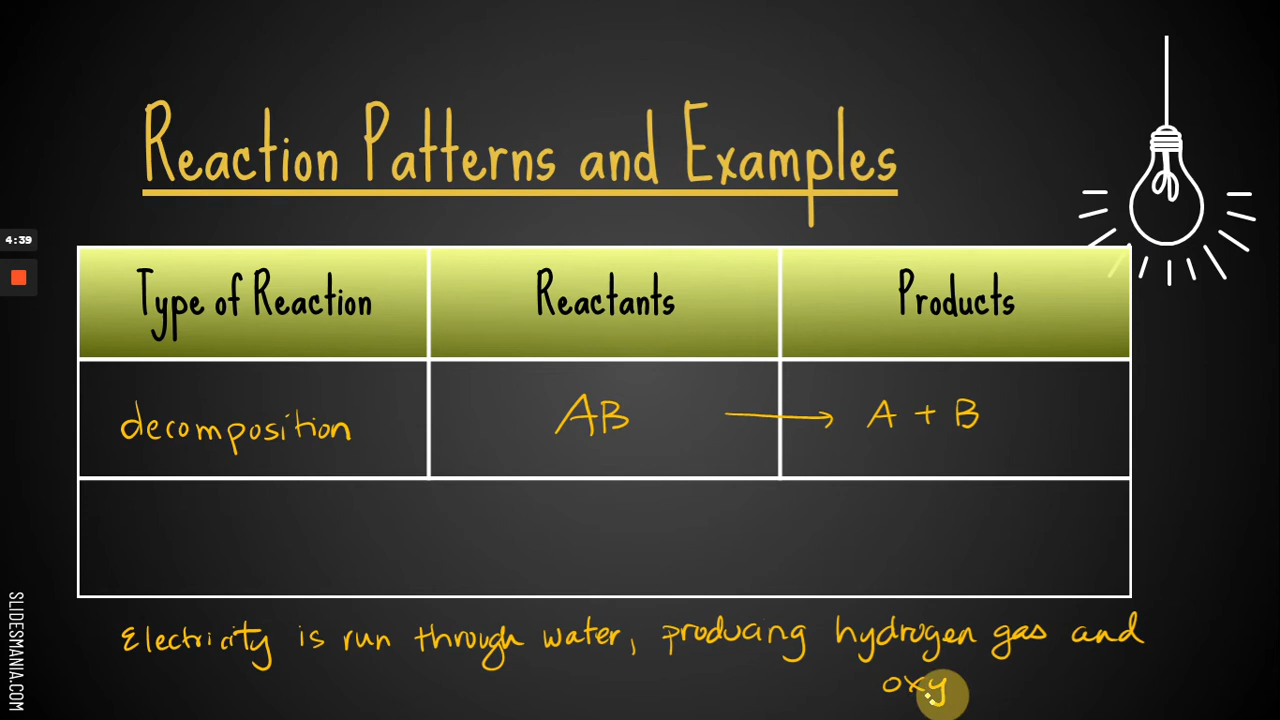 Reaction Patterns and Examples
4:39
Type of Reaction
Reactants
Products
decomposition
AB
→ A + B
Electricity is run through water, producing hydrogen gas and
oxy
SLIDESMANIA.COM